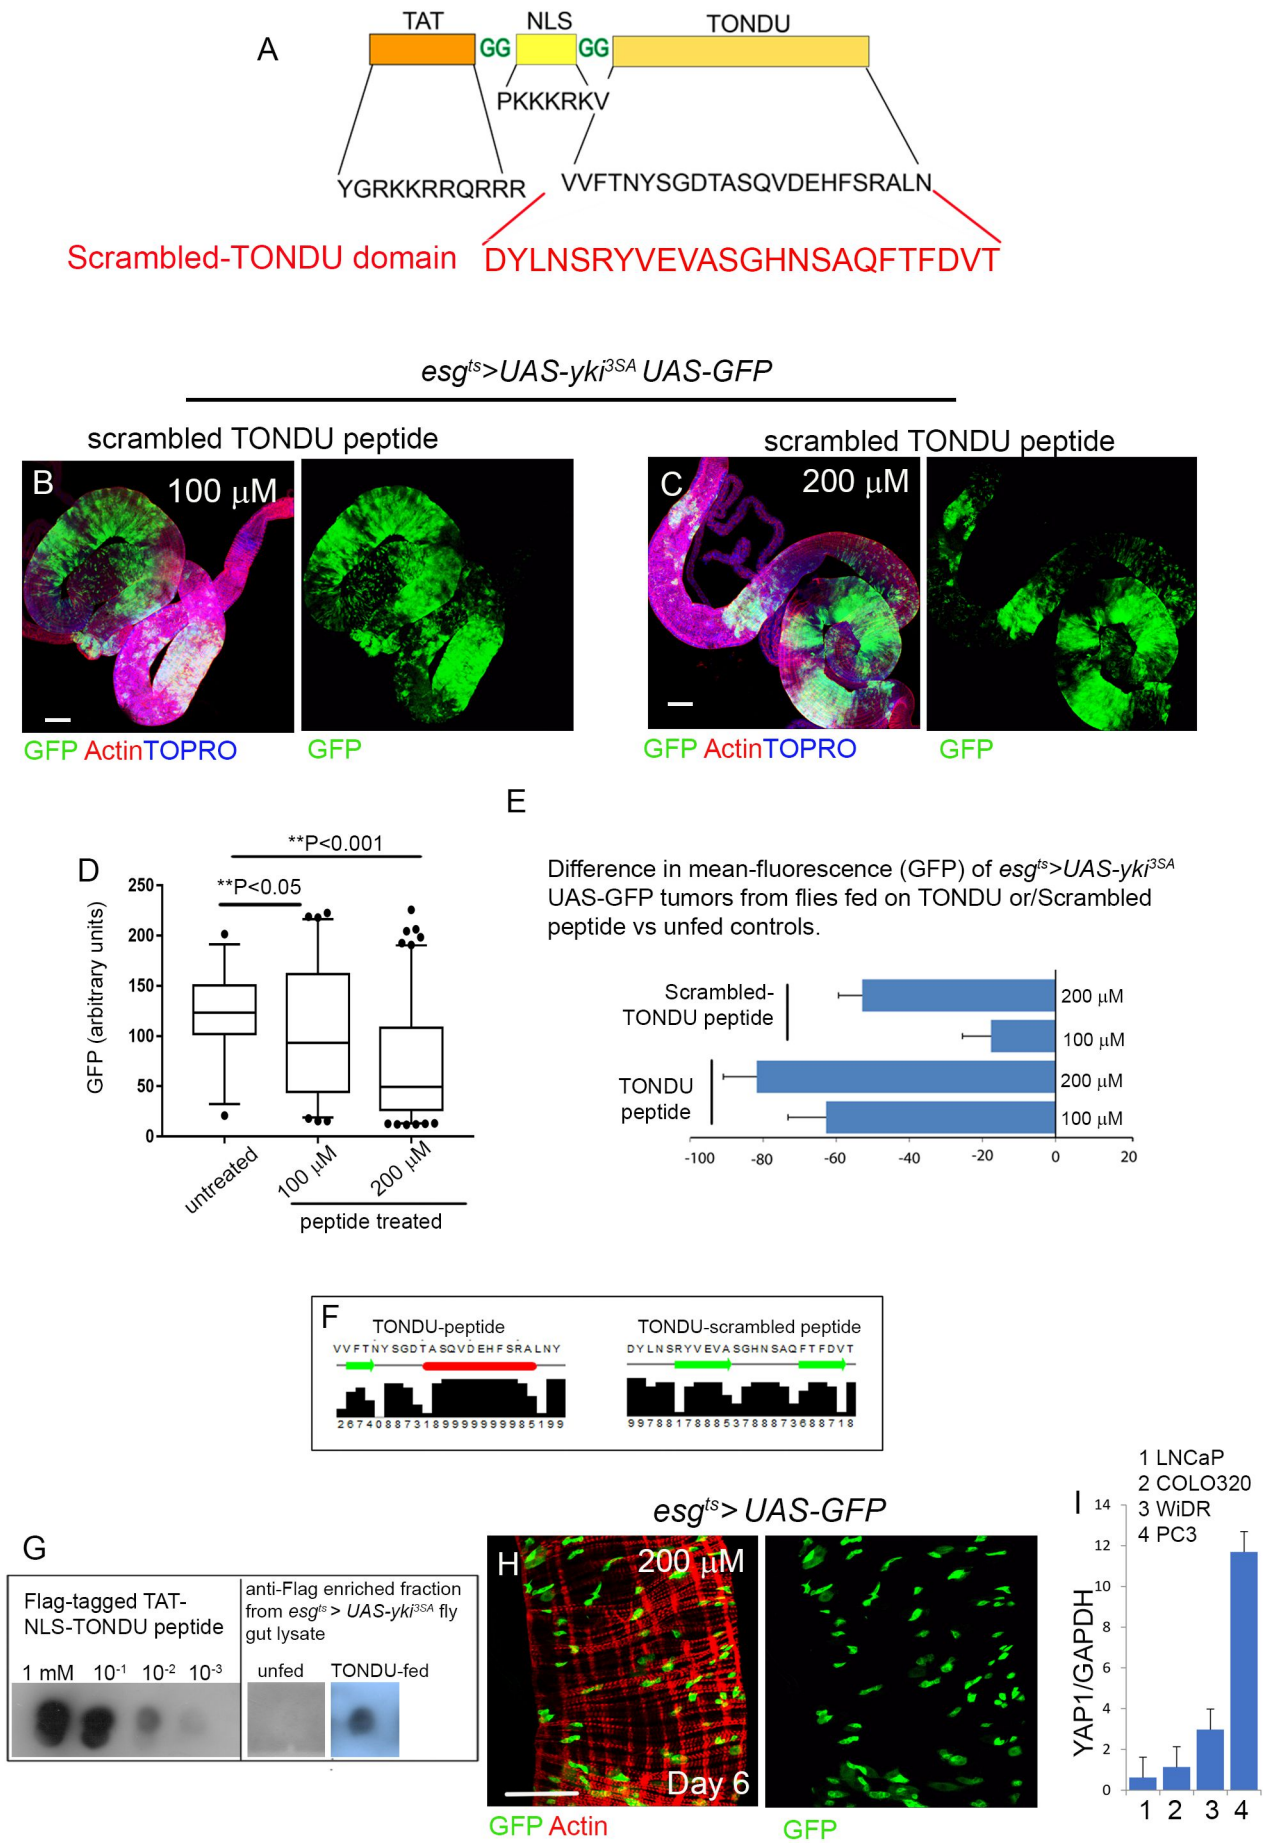 A
TAT
GG
NLS
GG
TONDU
PKKKRKV
YGRKKRRQRRR
VVFTNYSGDTASQVDEHFSRALN
Scrambled-TONDU domain DYLNSRYVEVASGHNSAQFTFDVT
esgts>UAS-yki3SA UAS-GFP
scrambled TONDU peptide
B
100 µM
GFP ActinTOPRO
GFP
scrambled TONDU peptide
C
200 µM
GFP ActinTOPRO
GFP
D
**P<0.001
**P<0.05
GFP (arbitrary units)
250
200
150
100
50
0
untreated
100 µM
200 µM
peptide treated
E
Difference in mean-fluorescence (GFP) of esgts>UAS-yki3SA
UAS-GFP tumors from flies fed on TONDU or/Scrambled
peptide vs unfed controls.
Scrambled-
TONDU peptide
TONDU
peptide
200 µM
100 µM
200 µM
100 µM
-100 -80 -60 -40 -20 0 20
F
TONDU-peptide
VVFTNYSGDTASQVDEHFSRALNY
267408873189999999985199
TONDU-scrambled peptide
DYLNSRYVEVASGHNSAQFTFDVT
997881788853788873688718
G
Flag-tagged TAT-
NLS-TONDU peptide
1 mM 10-1 10-2 10-3
anti-Flag enriched fraction
from esgts> UAS-yki3SA fly
gut lysate
unfed
TONDU-fed
esgts> UAS-GFP
H
200 µM
Day 6
GFP Actin
GFP
I
1 LNCaP
2 COLO320
3 WiDR
4 PC3
YAP1/GAPDH
14
12
10
8
6
4
2
0
1 2 3 4